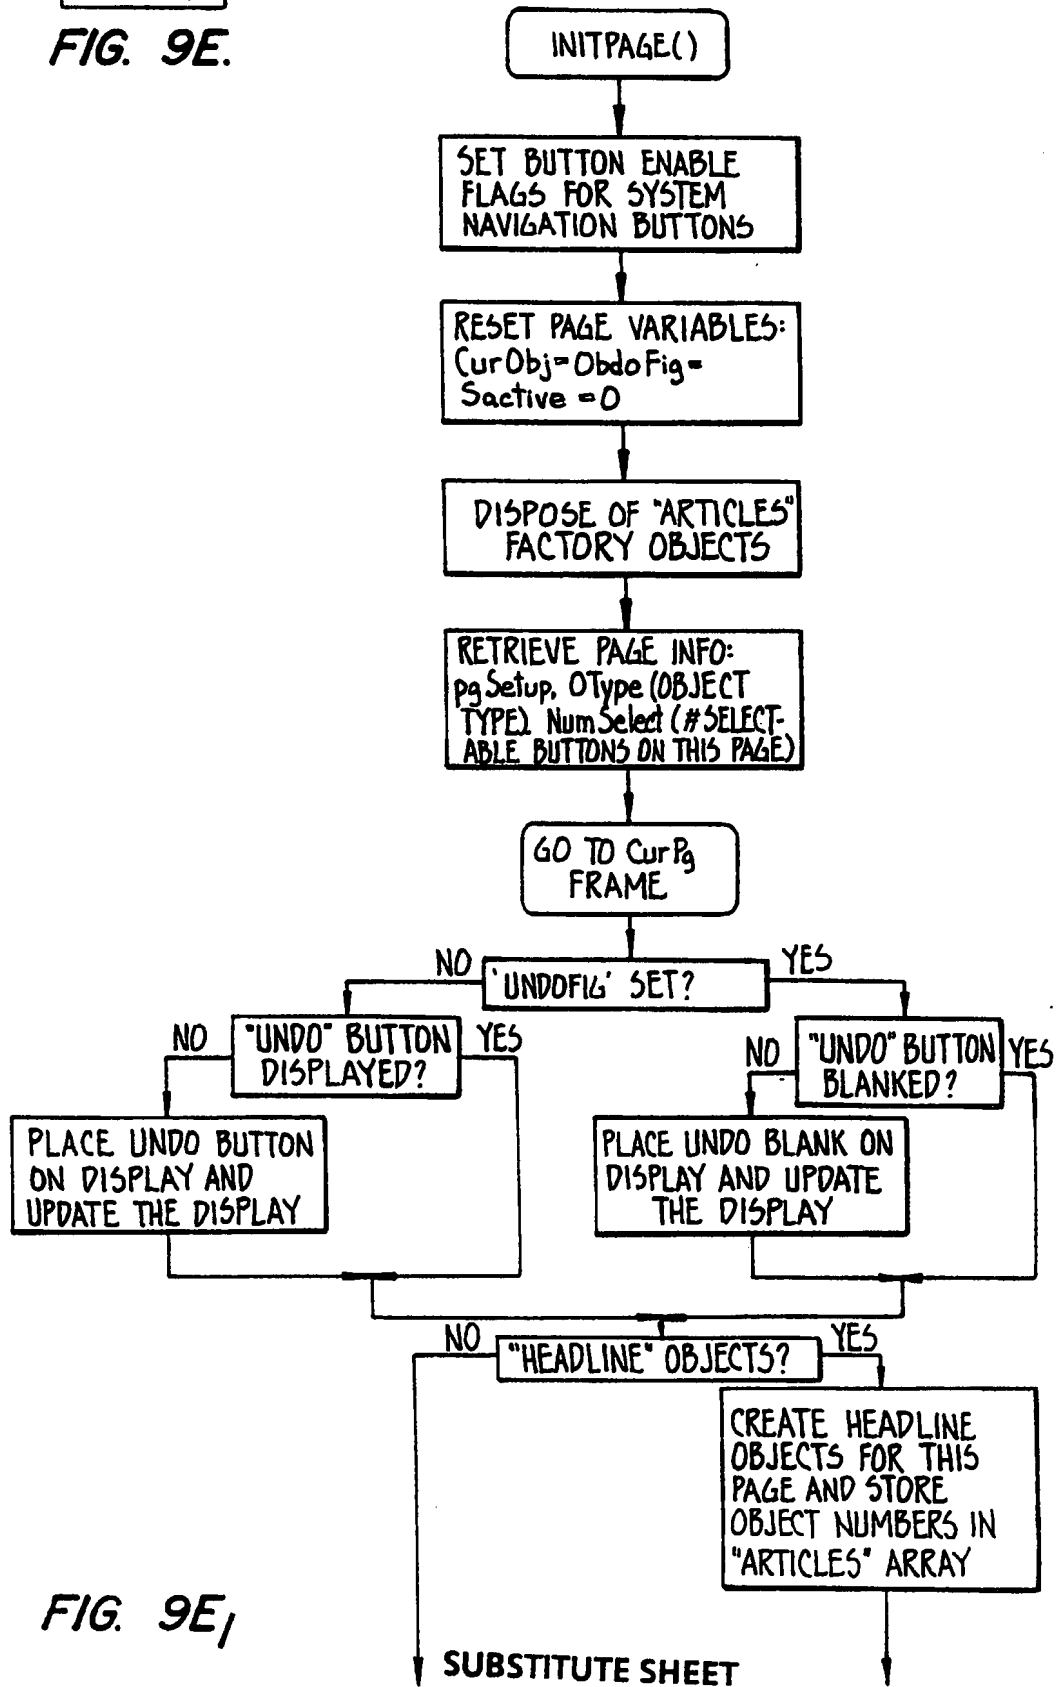 FIG. 9E.
INITPAGE()
SET BUTTON ENABLE
FLAGS FOR SYSTEM
NAVIGATION BUTTONS
RESET PAGE VARIABLES:
CurObj=ObdoFig=
Sactive=0
DISPOSE OF "ARTICLES"
FACTORY OBJECTS
RETRIEVE PAGE INFO:
pgSetup, OType (OBJECT
TYPE), NumSelect (#SELECT-
ABLE BUTTONS ON THIS PAGE)
GO TO CurPg
FRAME
NO
'UNDOFIG' SET?
YES
NO
"UNDO" BUTTON
DISPLAYED?
YES
NO
"UNDO" BUTTON
BLANKED?
YES
PLACE UNDO BUTTON
ON DISPLAY AND
UPDATE THE DISPLAY
PLACE UNDO BLANK ON
DISPLAY AND UPDATE
THE DISPLAY
NO
"HEADLINE" OBJECTS?
YES
CREATE HEADLINE
OBJECTS FOR THIS
PAGE AND STORE
OBJECT NUMBERS IN
"ARTICLES" ARRAY
FIG. 9E1
SUBSTITUTE SHEET